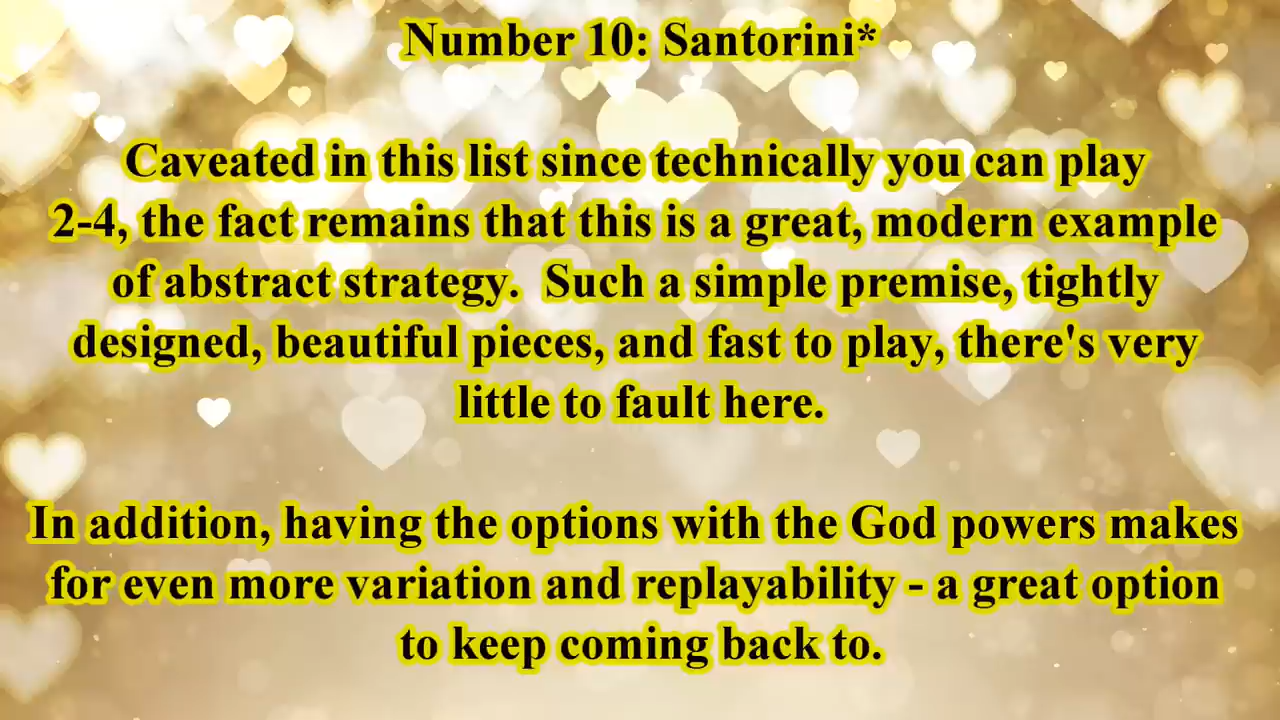 Number 10: Santorini*
Caveated in this list since technically you can play
2-4, the fact remains that this is a great, modern example
of abstract strategy.  Such a simple premise, tightly
designed, beautiful pieces, and fast to play, there's very
little to fault here.
In addition, having the options with the God powers makes
for even more variation and replayability - a great option
to keep coming back to.